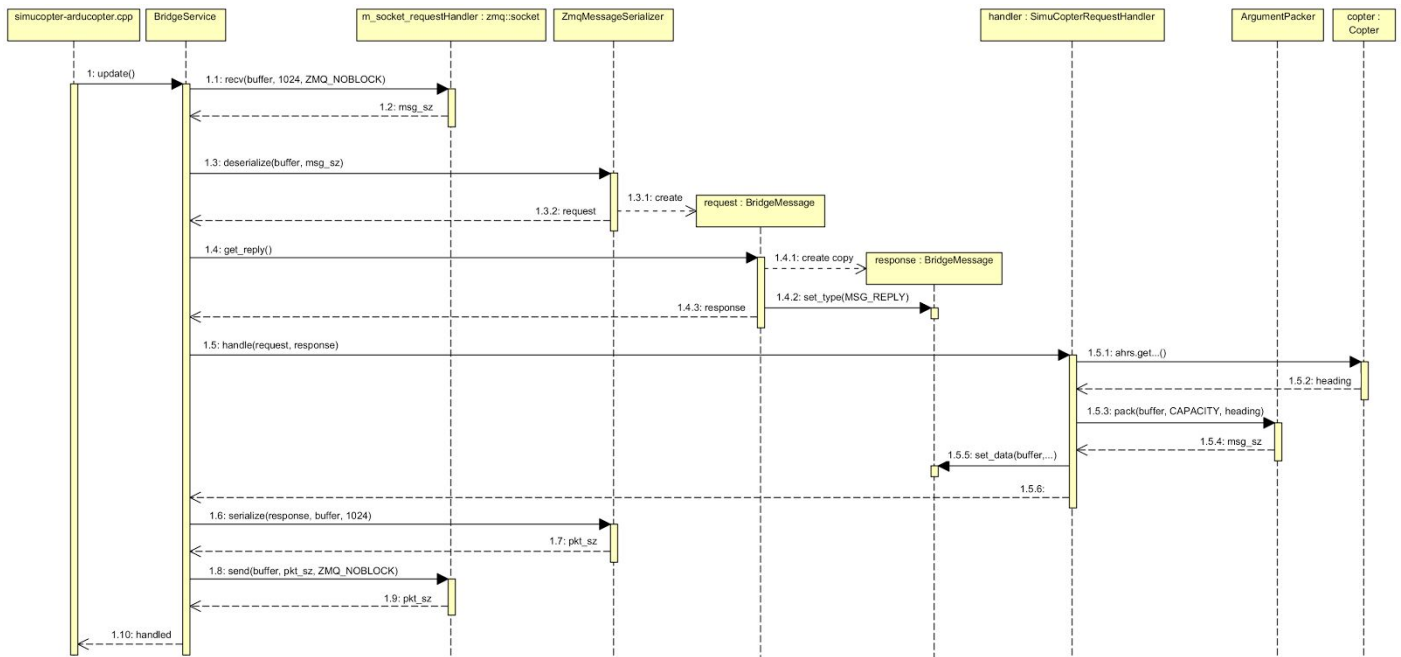 simucopter-arducopter.cpp
BridgeService
m_socket_requestHandler : zmq::socket
ZmqMessageSerializer
handler : SimuCopterRequestHandler
ArgumentPacker
copter :
Copter
1: update()
1.1: recv(buffer, 1024, ZMQ_NOBLOCK)
1.2: msg_sz
1.3: deserialize(buffer, msg_sz)
1.3.1: create
request : BridgeMessage
1.3.2: request
1.4: get_reply()
1.4.1: create copy
response : BridgeMessage
1.4.2: set_type(MSG_REPLY)
1.4.3: response
1.5: handle(request, response)
1.5.1: ahrs.get...()
1.5.2: heading
1.5.3: pack(buffer, CAPACITY, heading)
1.5.4: msg_sz
1.5.5: set_data(buffer,...)
1.5.6:
1.6: serialize(response, buffer, 1024)
1.7: pkt_sz
1.8: send(buffer, pkt_sz, ZMQ_NOBLOCK)
1.9: pkt_sz
1.10: handled